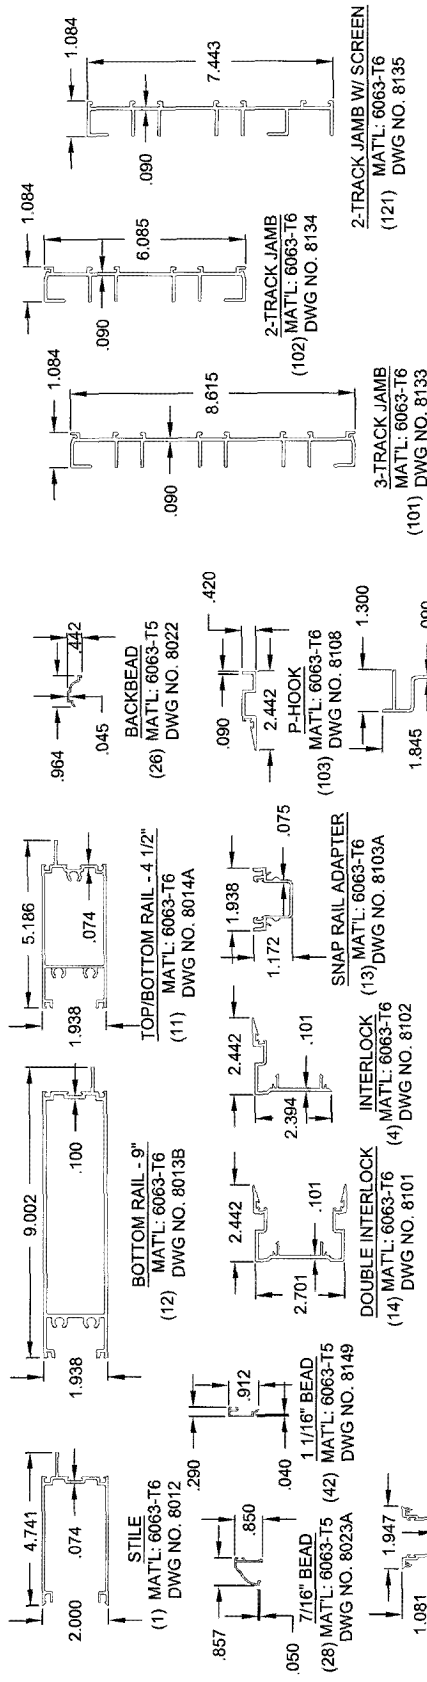 4.741
2.000
.074
STILE
(1) MAT'L: 6063-T6
DWG NO. 8012
9.002
1.938
.100
BOTTOM RAIL - 9"
(12) MAT'L: 6063-T6
DWG NO. 8013B
5.186
1.938
.074
TOP/BOTTOM RAIL - 4 1/2"
(11) MAT'L: 6063-T6
DWG NO. 8014A
.964
.442
.045
BACKBEAD
(26) MAT'L: 6063-T5
DWG NO. 8022
1.084
8.615
.090
3-TRACK JAMB
(101) MAT'L: 6063-T6
DWG NO. 8133
1.084
6.085
.090
2-TRACK JAMB
(102) MAT'L: 6063-T6
DWG NO. 8134
1.084
7.443
.090
2-TRACK JAMB W/ SCREEN
(121) MAT'L: 6063-T6
DWG NO. 8135
.857
.850
.050
7/16" BEAD
(28) MAT'L: 6063-T5
DWG NO. 8023A
.290
.912
.040
1 1/16" BEAD
(42) MAT'L: 6063-T5
DWG NO. 8149
2.442
2.701
.101
DOUBLE INTERLOCK
(14) MAT'L: 6063-T6
DWG NO. 8101
2.442
2.394
.101
INTERLOCK
(4) MAT'L: 6063-T6
DWG NO. 8102
1.938
1.172
.075
SNAP RAIL ADAPTER
(13) MAT'L: 6063-T6
DWG NO. 8103A
.090
.420
2.442
P-HOOK
(103) MAT'L: 6063-T6
DWG NO. 8108
1.947
1.081
1.300
1.845